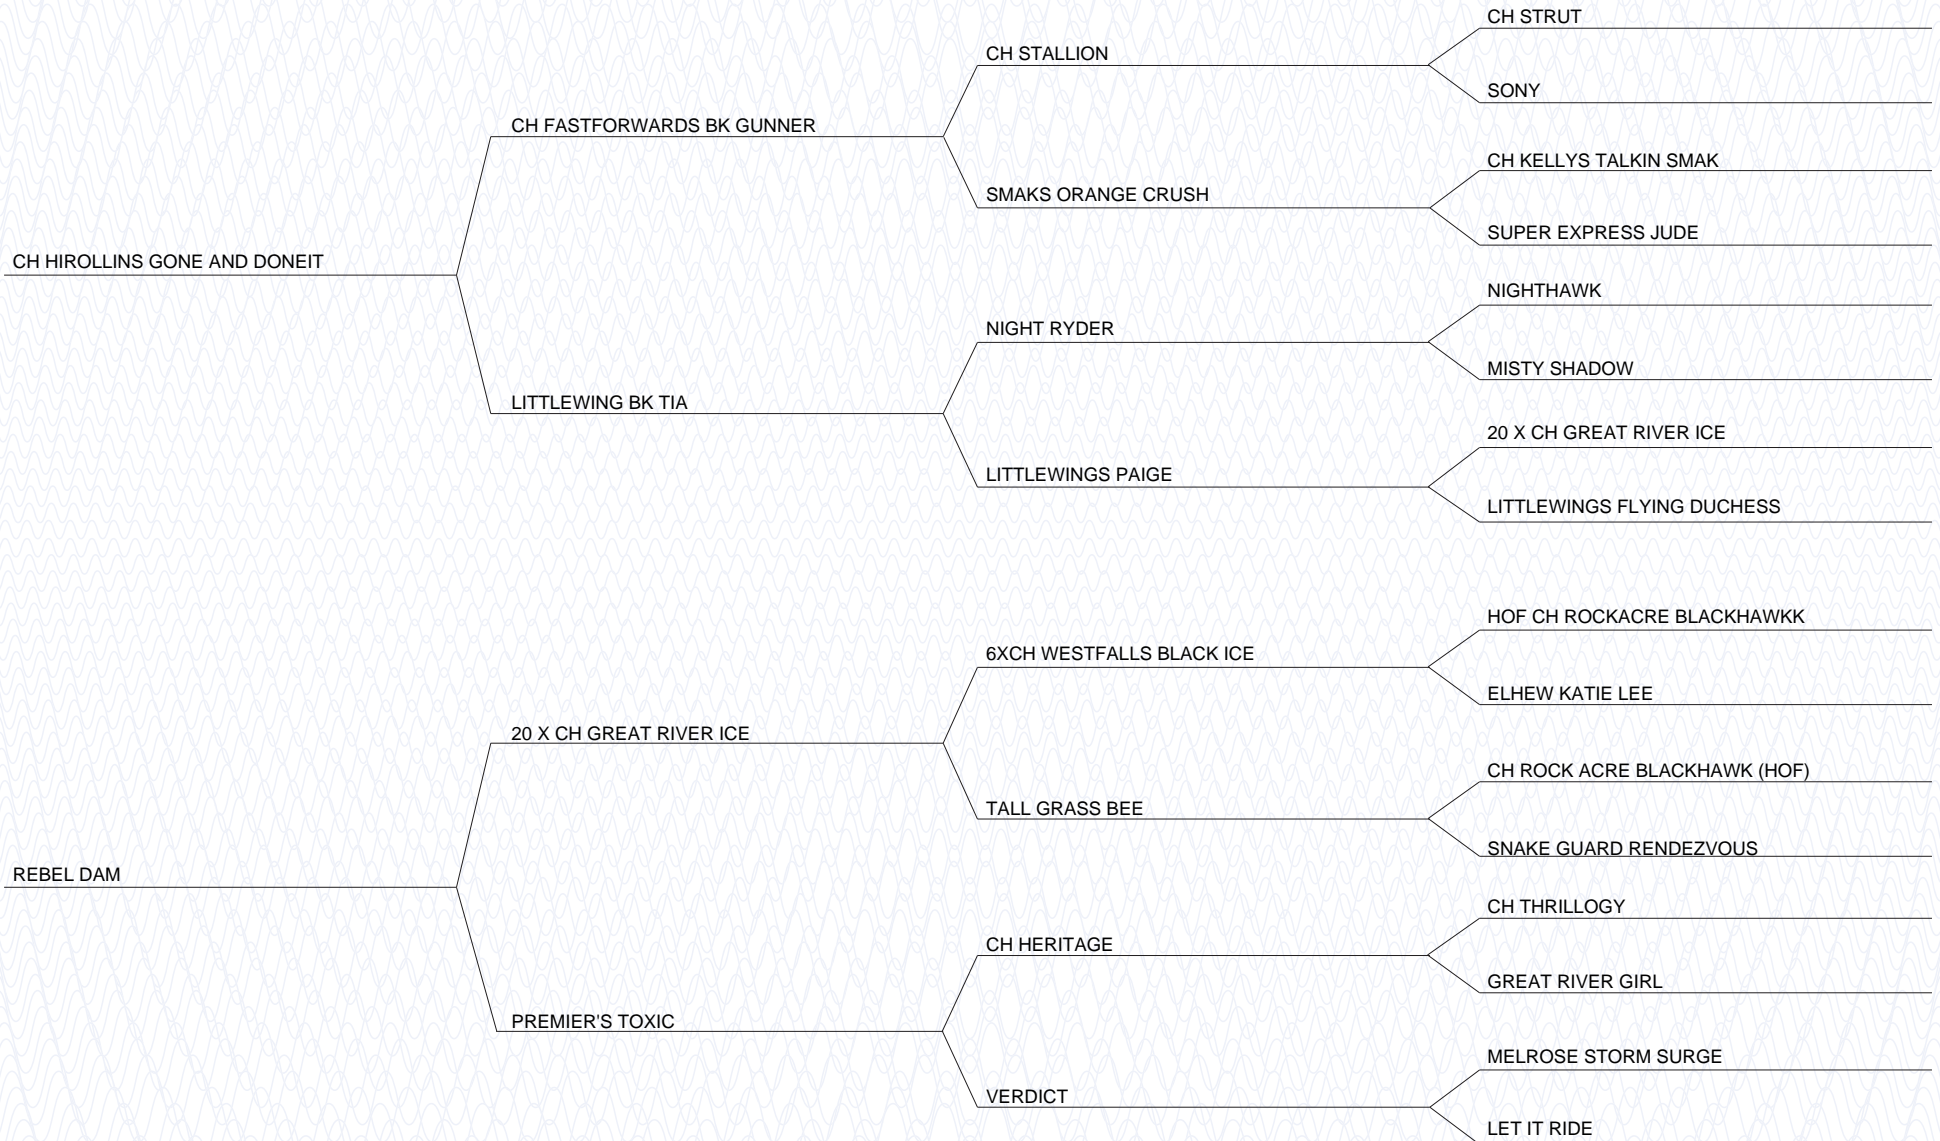 CH STRUT
CH STALLION
SONY
CH FASTFORWARDS BK GUNNER
CH KELLYS TALKIN SMAK
SMAKS ORANGE CRUSH
SUPER EXPRESS JUDE
CH HIROLLINS GONE AND DONEIT
NIGHTHAWK
NIGHT RYDER
MISTY SHADOW
LITTLEWING BK TIA
20 X CH GREAT RIVER ICE
LITTLEWINGS PAIGE
LITTLEWINGS FLYING DUCHESS
HOF CH ROCKACRE BLACKHAWKK
6XCH WESTFALLS BLACK ICE
ELHEW KATIE LEE
20 X CH GREAT RIVER ICE
CH ROCK ACRE BLACKHAWK (HOF)
TALL GRASS BEE
SNAKE GUARD RENDEZVOUS
REBEL DAM
CH THRILLOGY
CH HERITAGE
GREAT RIVER GIRL
PREMIER'S TOXIC
MELROSE STORM SURGE
VERDICT
LET IT RIDE